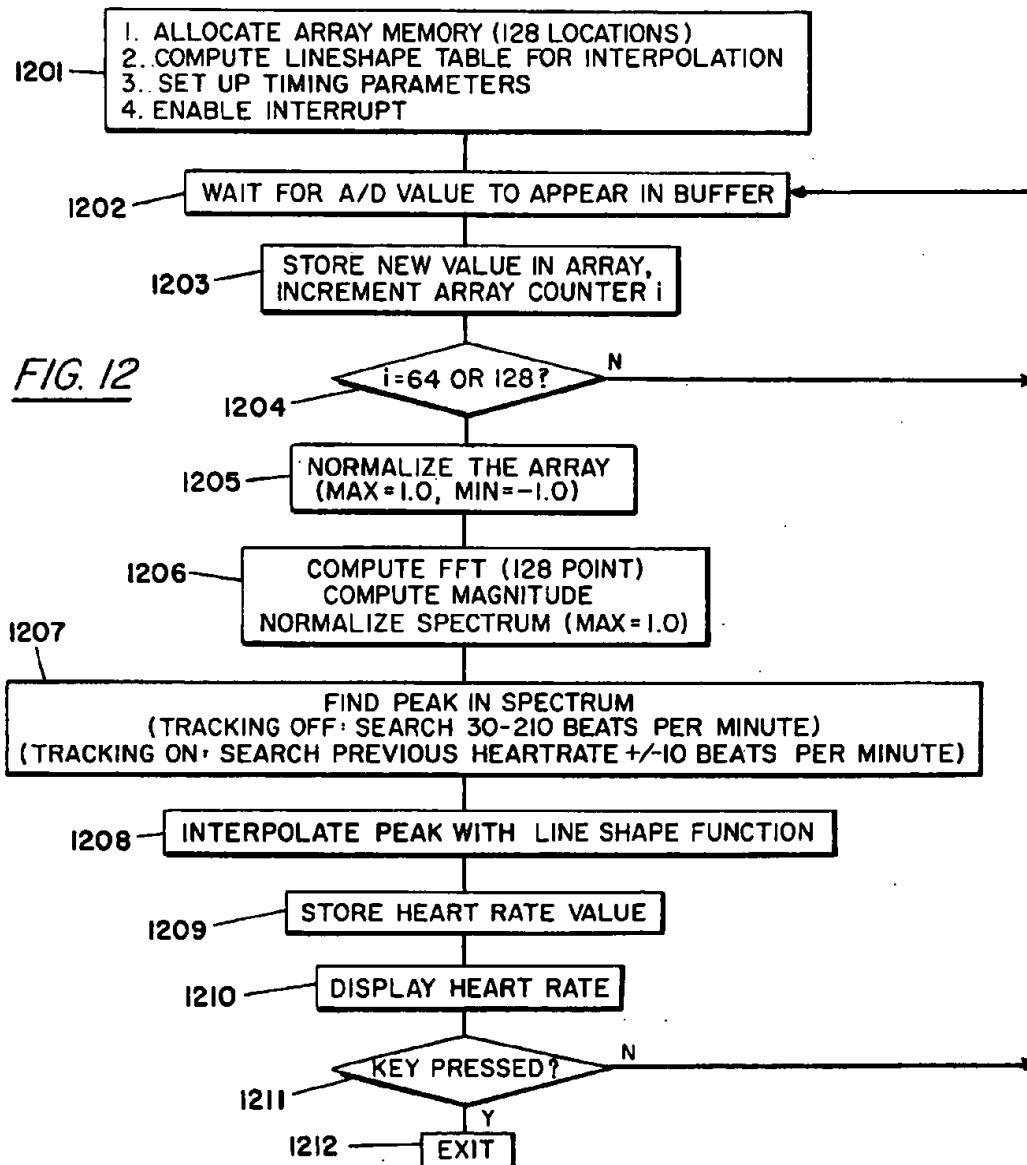 1201
1. ALLOCATE ARRAY MEMORY (128 LOCATIONS)
2. COMPUTE LINESHAPE TABLE FOR INTERPOLATION
3. SET UP TIMING PARAMETERS
4. ENABLE INTERRUPT
1202
WAIT FOR A/D VALUE TO APPEAR IN BUFFER
1203
STORE NEW VALUE IN ARRAY,
INCREMENT ARRAY COUNTER i
FIG. 12
1204
i=64 OR 128?
N
1205
NORMALIZE THE ARRAY
(MAX=1.0, MIN=-1.0)
1206
COMPUTE FFT (128 POINT)
COMPUTE MAGNITUDE
NORMALIZE SPECTRUM (MAX=1.0)
1207
FIND PEAK IN SPECTRUM
(TRACKING OFF: SEARCH 30-210 BEATS PER MINUTE)
(TRACKING ON: SEARCH PREVIOUS HEARTRATE +/-10 BEATS PER MINUTE)
1208
INTERPOLATE PEAK WITH LINE SHAPE FUNCTION
1209
STORE HEART RATE VALUE
1210
DISPLAY HEART RATE
1211
KEY PRESSED?
N
Y
1212
EXIT